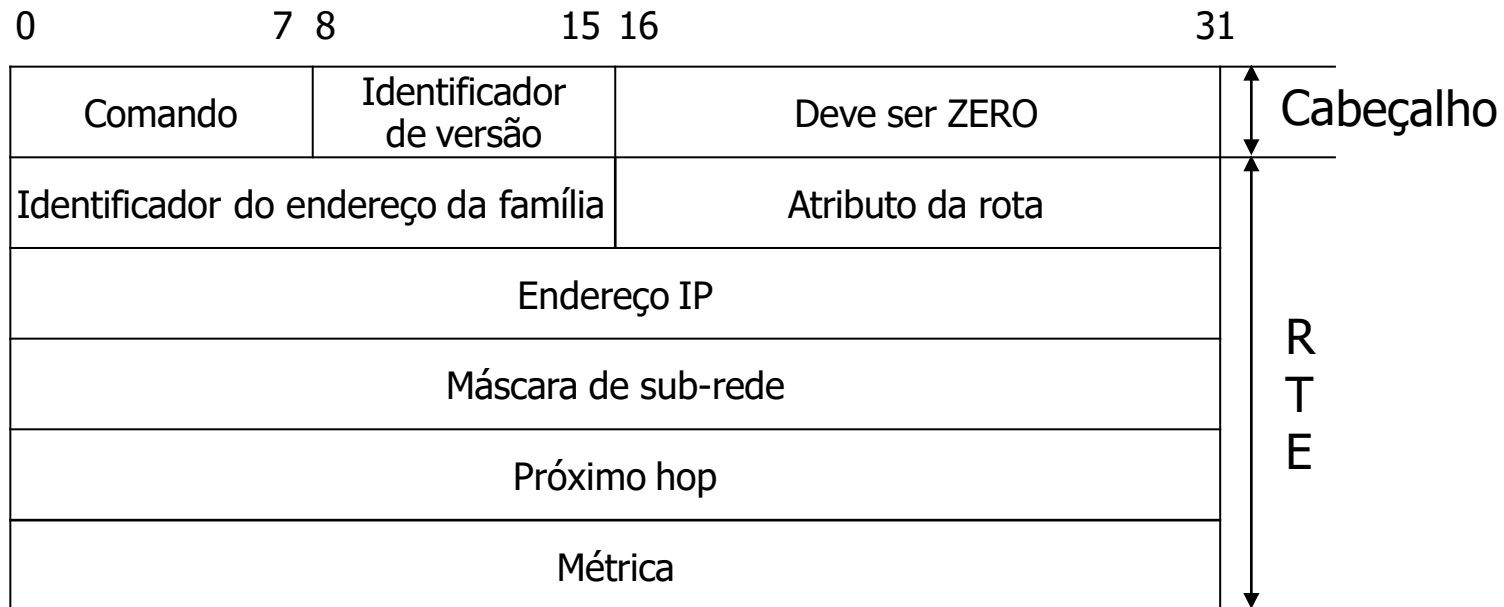 0 7 8 15 16 31
Comando
Identificador
de versão
Deve ser ZERO
Cabeçalho
Identificador do endereço da família
Atributo da rota
Endereço IP
Máscara de sub-rede
Próximo hop
Métrica
R
T
E